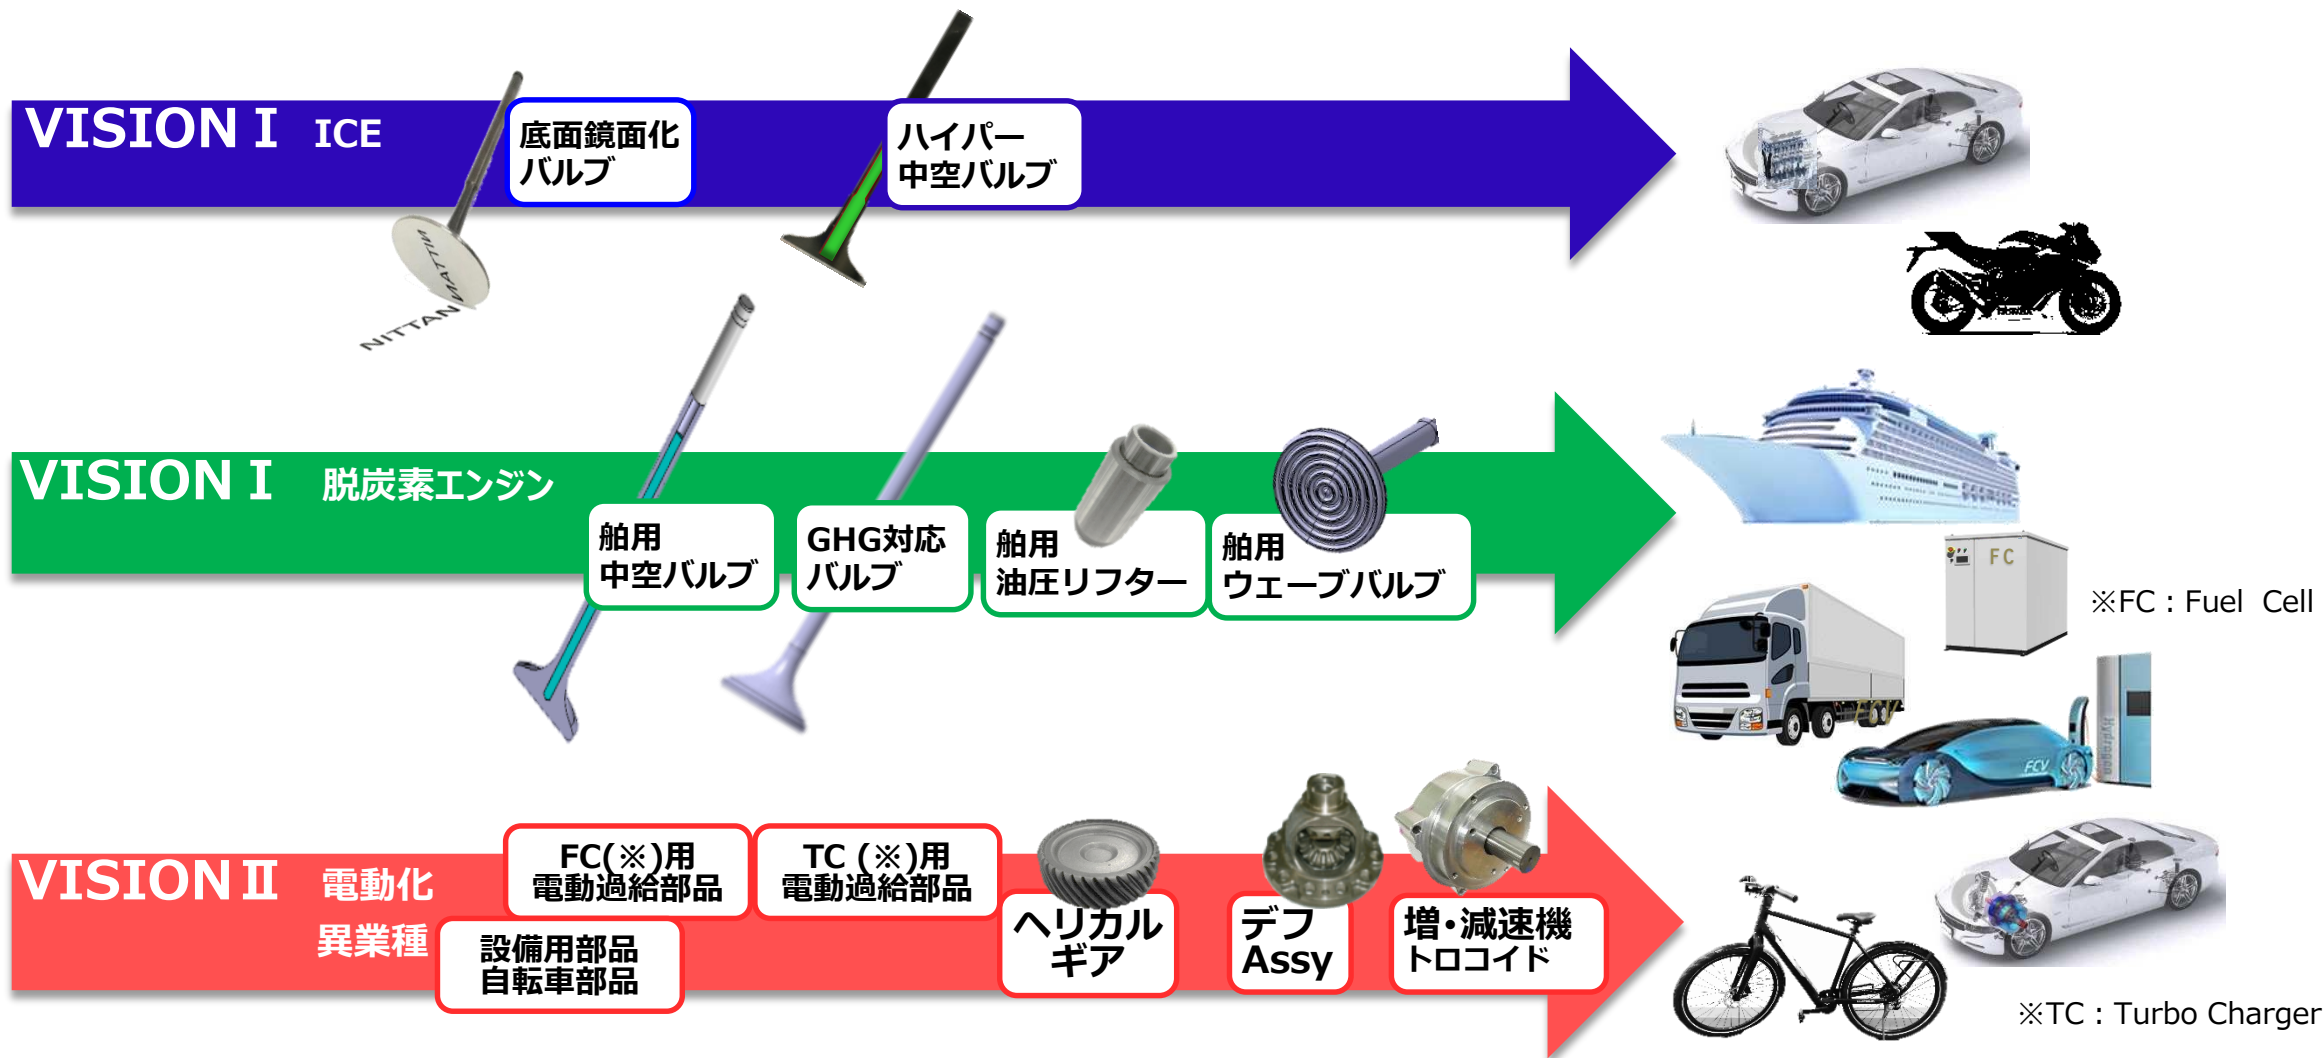 VISION I ICE
底面鏡面化
バルブ
ハイパー
中空バルブ
NITTAN
NITTAN
VISION I 脱炭素エンジン
舶用
中空バルブ
GHG対応
バルブ
舶用
油圧リフター
舶用
ウェーブバルブ
FC
※FC：Fuel Cell
FCV
FCV
Hydrogen
VISION II 電動化
異業種
FC(※)用
電動過給部品
TC (※)用
電動過給部品
設備用部品
自転車部品
ヘリカル
ギア
デフ
Assy
増・減速機
トロコイド
※TC：Turbo Charger